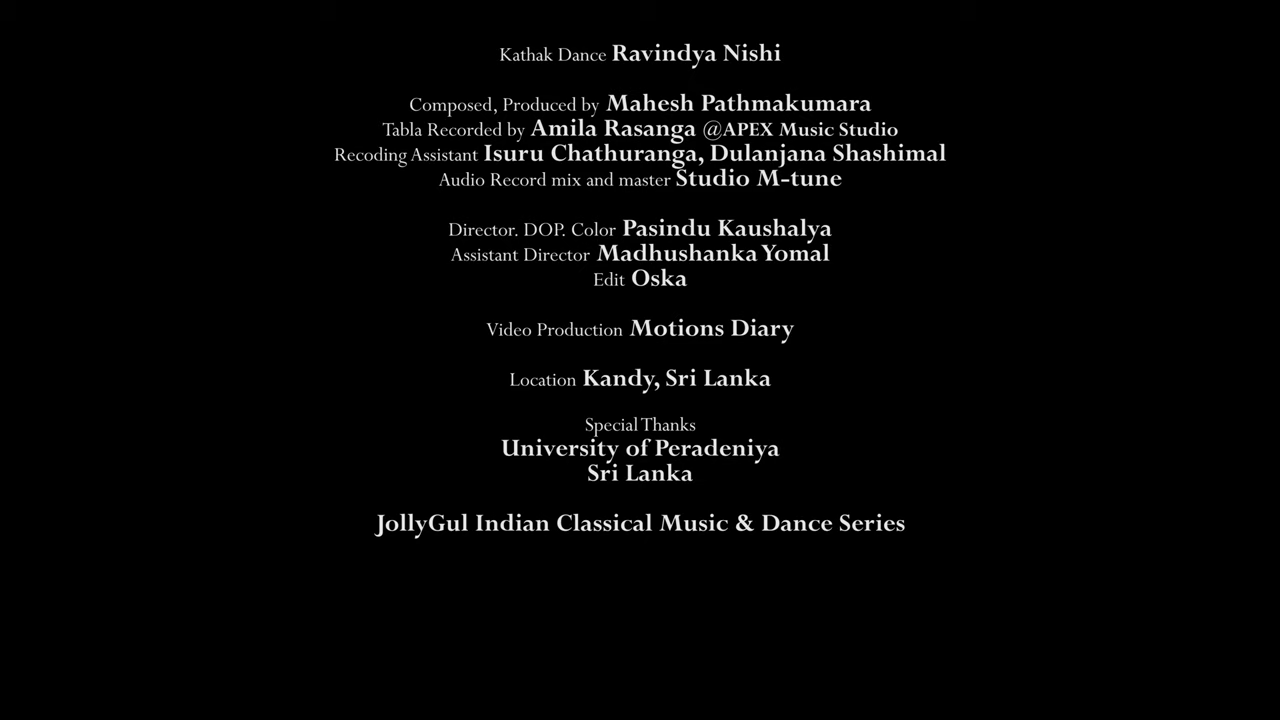 Kathak Dance Ravindya Nishi
Composed, Produced by Mahesh Pathmakumara
Tabla Recorded by Amila Rasanga @APEX Music Studio
Recoding Assistant Isuru Chathuranga, Dulanjana Shashimal
Audio Record mix and master Studio M-tune
Director. DOP. Color Pasindu Kaushalya
Assistant Director Madhushanka Yomal
Edit Oska
Video Production Motions Diary
Location Kandy, Sri Lanka
Special Thanks
University of Peradeniya
Sri Lanka
JollyGul Indian Classical Music & Dance Series